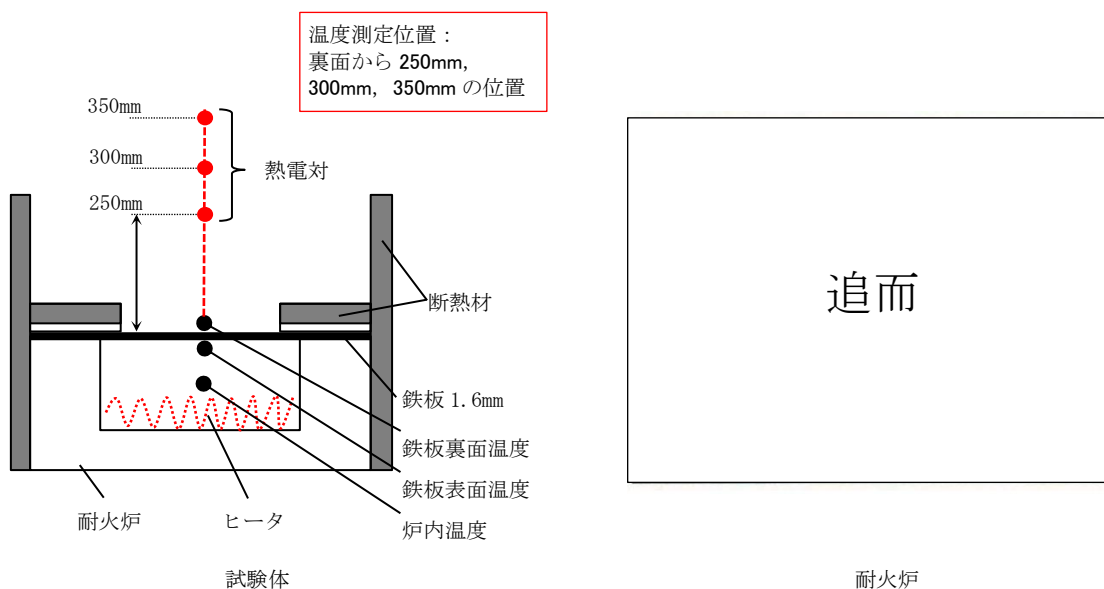 温度測定位置：
裏面から 250mm,
300mm, 350mm の位置
350mm
300mm
250mm
熱電対
断熱材
鉄板 1.6mm
鉄板裏面温度
鉄板表面温度
炉内温度
耐火炉
ヒータ
試験体
追而
耐火炉